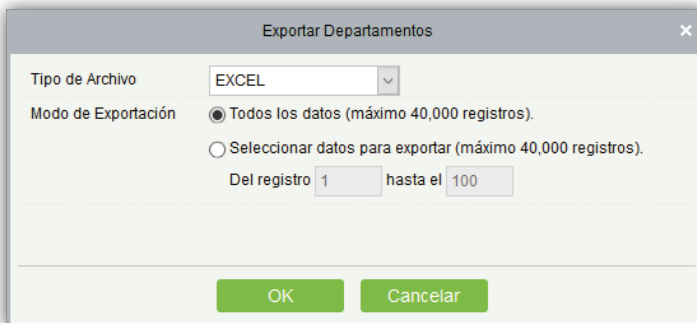 Exportar Departamentos
Tipo de Archivo EXCEL
Modo de Exportación Todos los datos (máximo 40,000 registros).
Seleccionar datos para exportar (máximo 40,000 registros).
Del registro 1 hasta el 100
OK Cancelar